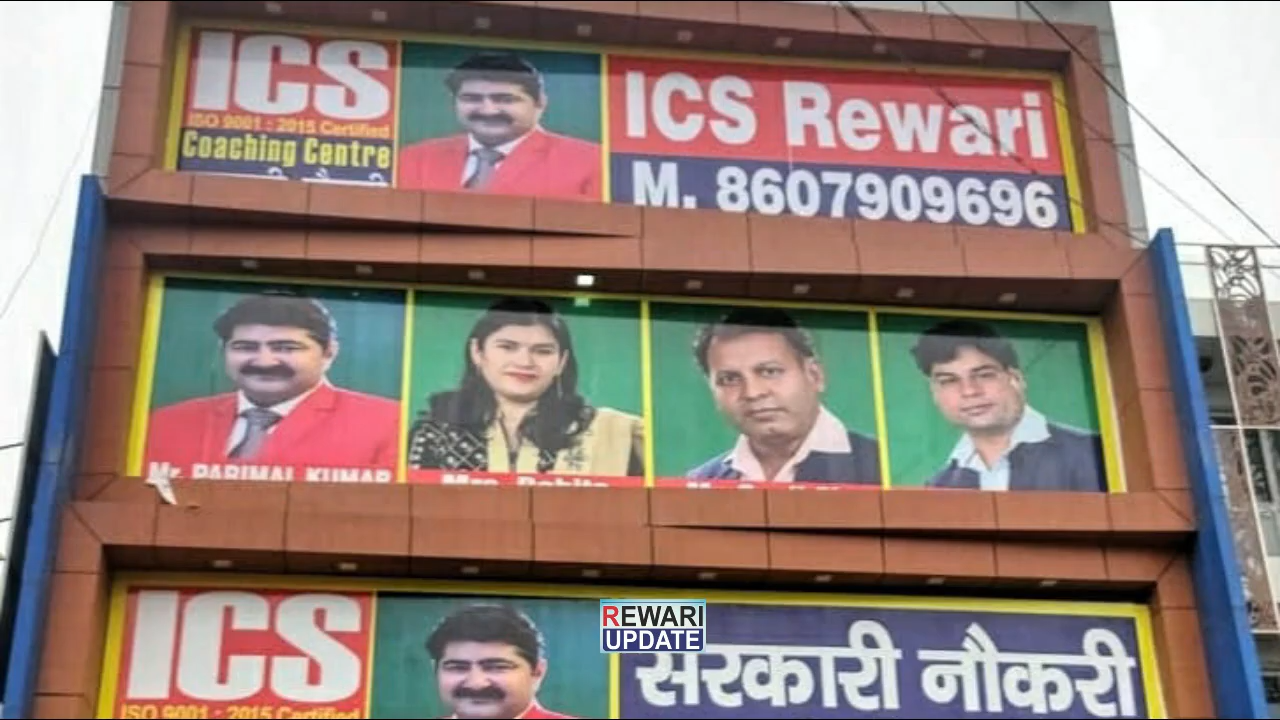 ICS
ISO 9001 : 2015 Certified
Coaching Centre
ICS Rewari
M. 8607909696
Mr. PARIMAL KUMAR
Mrs.
REWARI
UPDATE
ICS
ISO 9001 : 2015 Certified
सरकारी नौकरी